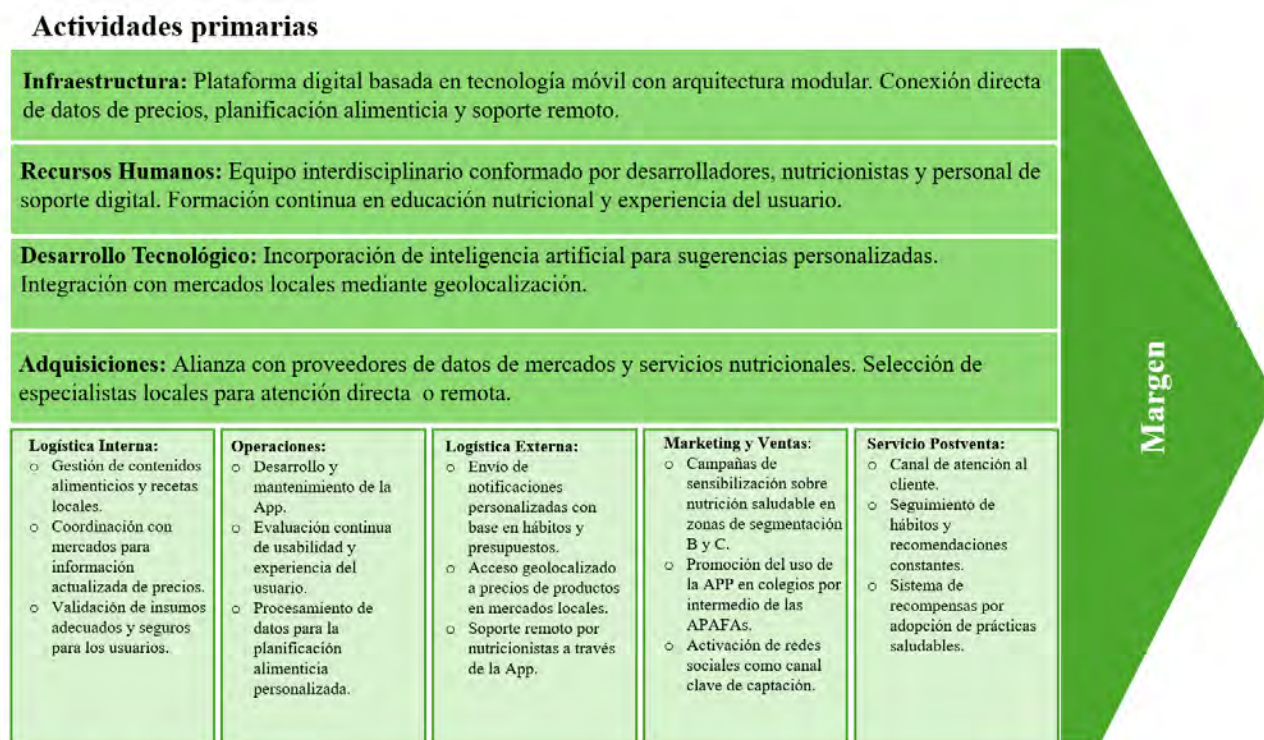 Actividades primarias
Infraestructura: Plataforma digital basada en tecnología móvil con arquitectura modular. Conexión directa
de datos de precios, planificación alimenticia y soporte remoto.
Recursos Humanos: Equipo interdisciplinario conformado por desarrolladores, nutricionistas y personal de
soporte digital. Formación continua en educación nutricional y experiencia del usuario.
Desarrollo Tecnológico: Incorporación de inteligencia artificial para sugerencias personalizadas.
Integración con mercados locales mediante geolocalización.
Adquisiciones: Alianza con proveedores de datos de mercados y servicios nutricionales. Selección de
especialistas locales para atención directa o remota.
Logística Interna:
o Gestión de contenidos
alimenticios y recetas
locales.
o Coordinación con
mercados para
información
actualizada de precios.
o Validación de insumos
adecuados y seguros
para los usuarios.
Operaciones:
o Desarrollo y
mantenimiento de la
App.
o Evaluación continua
de usabilidad y
experiencia del
usuario.
o Procesamiento de
datos para la
planificación
alimenticia
personalizada.
Logística Externa:
o Envío de
notificaciones
personalizadas con
base en hábitos y
presupuestos.
o Acceso geolocalizado
a precios de productos
en mercados locales.
o Soporte remoto por
nutricionistas a través
de la App.
Marketing y Ventas:
o Campañas de
sensibilización sobre
nutrición saludable en
zonas de segmentación
B y C.
o Promoción del uso de
la APP en colegios por
intermedio de las
APAFAs.
o Activación de redes
sociales como canal
clave de captación.
Servicio Postventa:
o Canal de atención al
cliente.
o Seguimiento de
hábitos y
recomendaciones
constantes.
o Sistema de
recompensas por
adopción de prácticas
saludables.
Margen